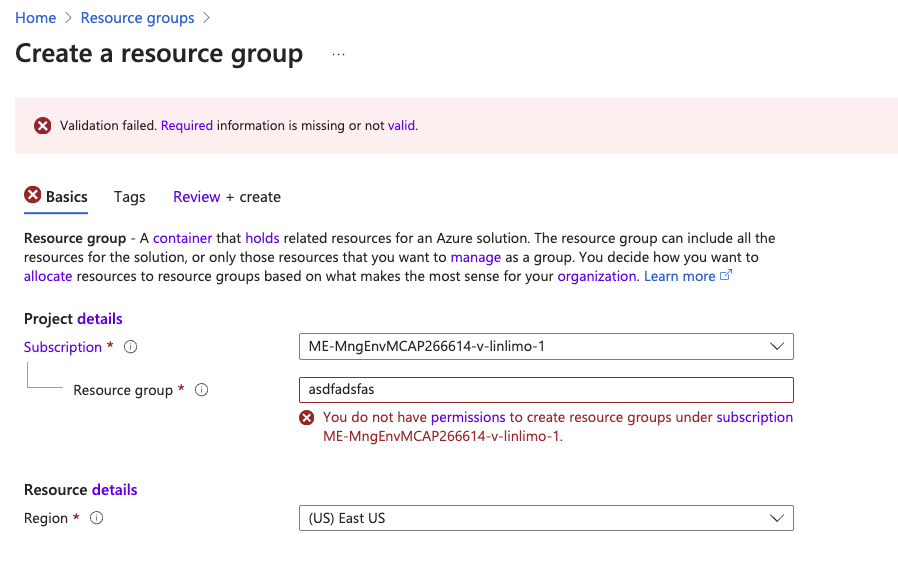 Home > Resource groups >
Create a resource group ...
Validation failed. Required information is missing or not valid.
Basics Tags Review + create
Resource group - A container that holds related resources for an Azure solution. The resource group can include all the
resources for the solution, or only those resources that you want to manage as a group. You decide how you want to
allocate resources to resource groups based on what makes the most sense for your organization. Learn more
Project details
Subscription * ME-MngEnvMCAP266614-v-linlimo-1
Resource group * asdfadsfas
You do not have permissions to create resource groups under subscription
ME-MngEnvMCAP266614-v-linlimo-1.
Resource details
Region * (US) East US